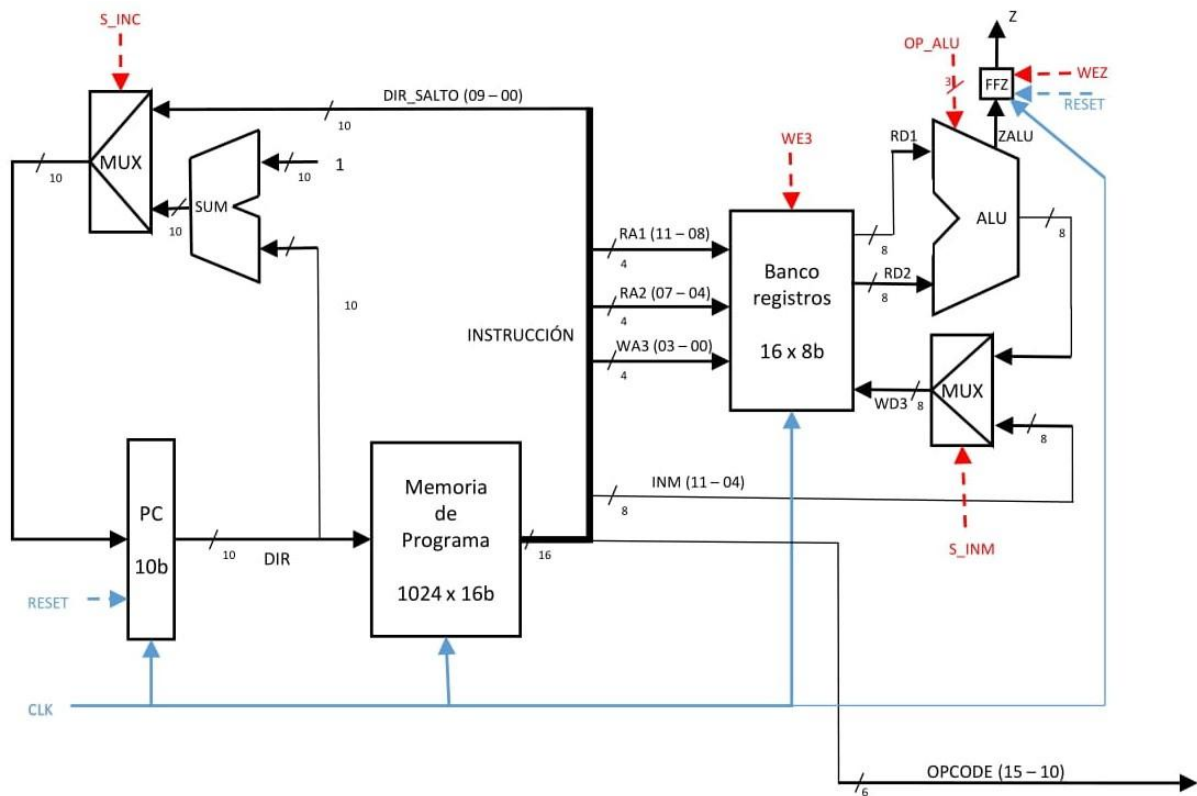 S_INC
MUX
10
DIR_SALTO (09 – 00)
10
SUM
10
1
10
10
INSTRUCCIÓN
PC
10b
RESET
10
DIR
Memoria
de
Programa
1024 x 16b
16
CLK
RA1 (11 – 08)
4
RA2 (07 – 04)
4
WA3 (03 – 00)
4
WE3
Banco
registros
16 x 8b
RD1
8
RD2
8
OP_ALU
3
Z
FFZ
WEZ
RESET
ZALU
ALU
8
MUX
WD3
8
8
INM (11 – 04)
8
S_INM
OPCODE (15 – 10)
6